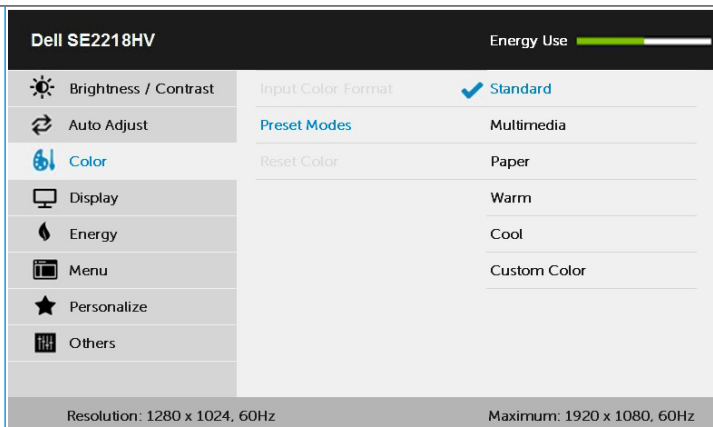 Dell SE2218HV
Energy Use
Brightness / Contrast
Input Color Format
Standard
Auto Adjust
Preset Modes
Multimedia
Color
Reset Color
Paper
Display
Warm
Energy
Cool
Menu
Custom Color
Personalize
Others
Resolution: 1280 x 1024, 60Hz
Maximum: 1920 x 1080, 60Hz